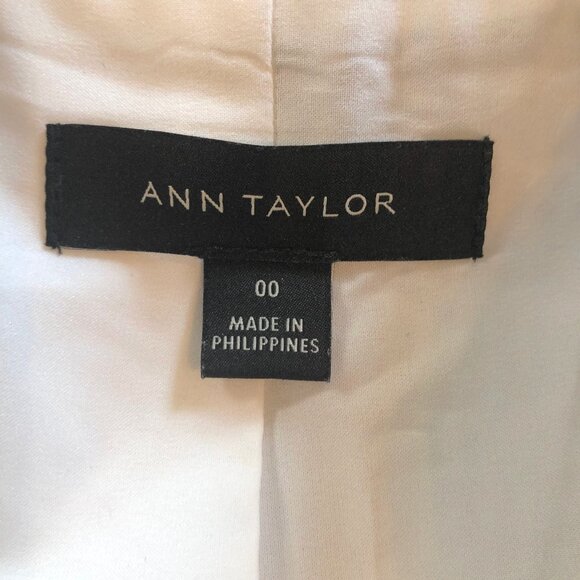 ANN TAYLOR
00
MADE IN
PHILIPPINES